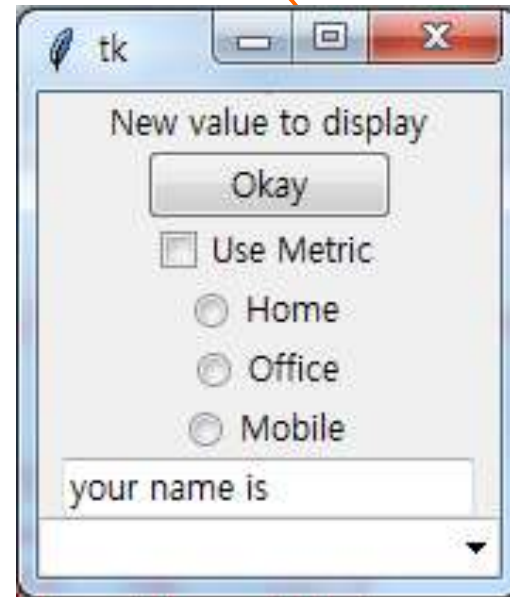 tk
New value to display
Okay
Use Metric
Home
Office
Mobile
your name is